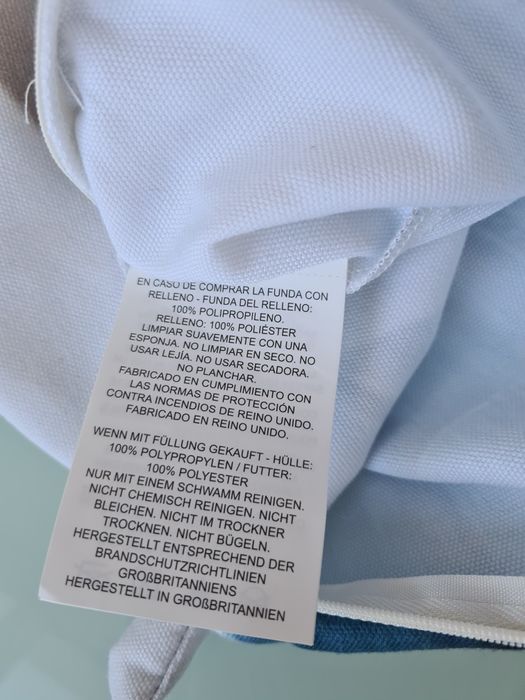 EN CASO DE COMPRAR LA FUNDA CON
RELLENO - FUNDA DEL RELLENO:
100% POLIPROPILENO.
RELLENO: 100% POLIÉSTER
LIMPIAR SUAVEMENTE CON UNA
ESPONJA. NO LIMPIAR EN SECO. NO
USAR LEJÍA. NO USAR SECADORA.
NO PLANCHAR.
FABRICADO EN CUMPLIMIENTO CON
LAS NORMAS DE PROTECCIÓN
CONTRA INCENDIOS DE REINO UNIDO.
FABRICADO EN REINO UNIDO.
WENN MIT FÜLLUNG GEKAUFT - HÜLLE:
100% POLYPROPYLEN / FUTTER:
100% POLYESTER
NUR MIT EINEM SCHWAMM REINIGEN.
NICHT CHEMISCH REINIGEN. NICHT
BLEICHEN. NICHT IM TROCKNER
TROCKNEN. NICHT BÜGELN.
HERGESTELLT ENTSPRECHEND DER
BRANDSCHUTZRICHTLINIEN
GROßBRITANNIENS
HERGESTELLT IN GROßBRITANNIEN